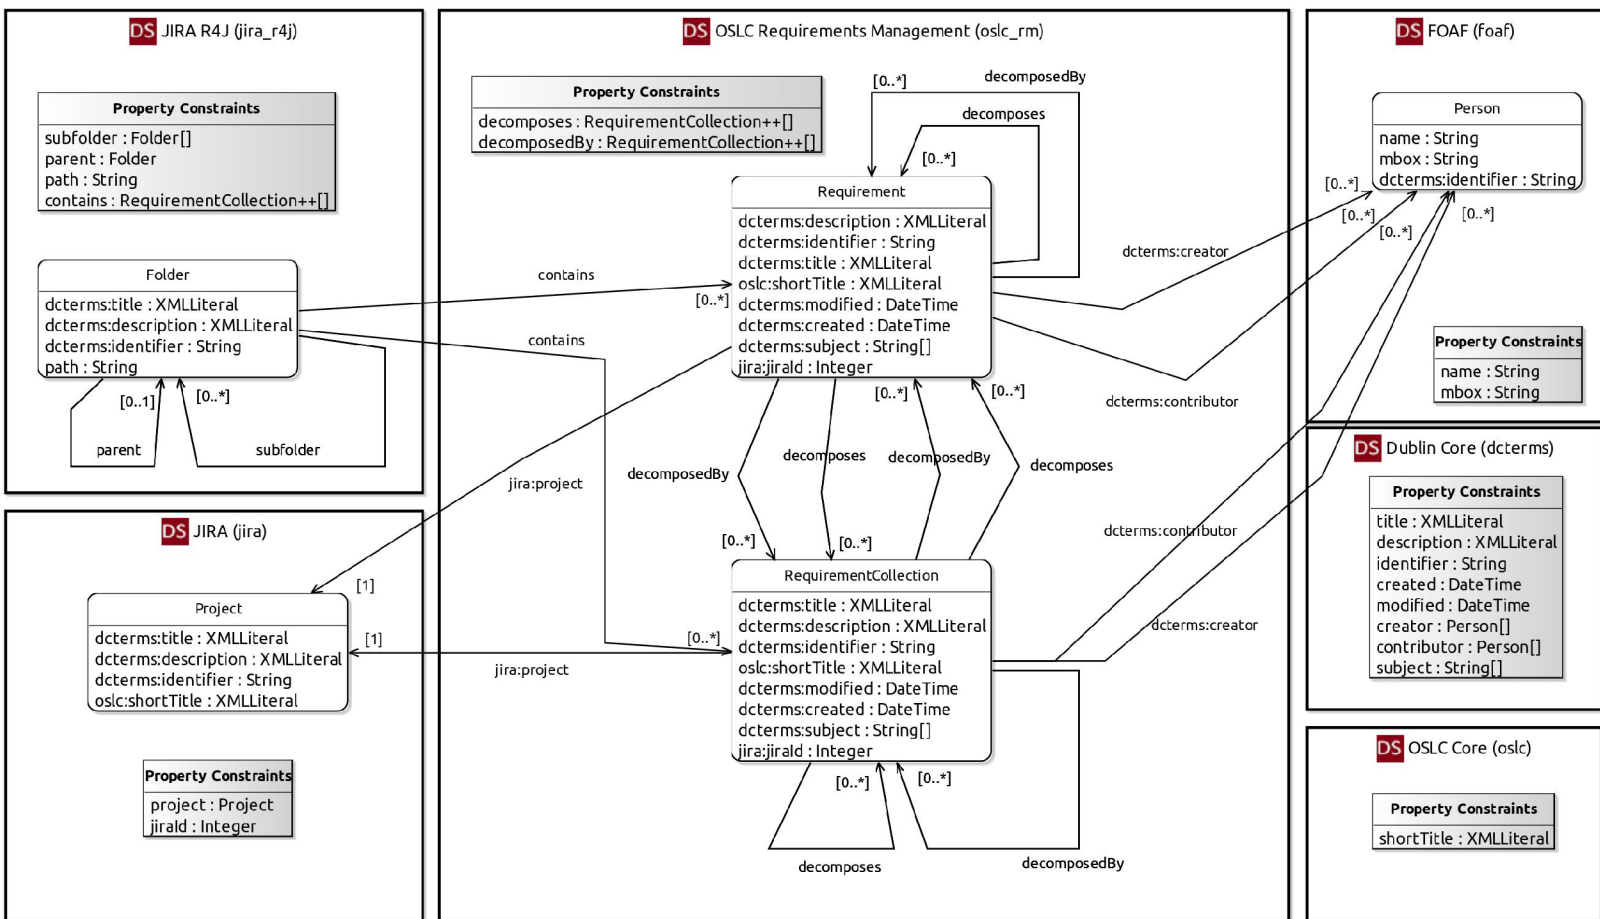 DS JIRA R4J (jira_r4j)
Property Constraints
subfolder : Folder[]
parent : Folder
path : String
contains : RequirementCollection++[]
Folder
dcterms:title : XMLLiteral
dcterms:description : XMLLiteral
dcterms:identifier : String
path : String
[0..1]
[0..*]
parent
subfolder
contains
[0..*]
contains
DS JIRA (jira)
jira:project
[1]
Project
dcterms:title : XMLLiteral
dcterms:description : XMLLiteral
dcterms:identifier : String
oslc:shortTitle : XMLLiteral
[1]
[0..*]
jira:project
Property Constraints
project : Project
jiraId : Integer
DS OSLC Requirements Management (oslc_rm)
Property Constraints
decomposes : RequirementCollection++[]
decomposedBy : RequirementCollection++[]
[0..*]
decomposedBy
decomposes
[0..*]
Requirement
dcterms:description : XMLLiteral
dcterms:identifier : String
dcterms:title : XMLLiteral
oslc:shortTitle : XMLLiteral
dcterms:modified : DateTime
dcterms:created : DateTime
dcterms:subject : String[]
jira:jiraId : Integer
[0..*]
[0..*]
decomposedBy
decomposes
decomposedBy
decomposes
[0..*]
[0..*]
RequirementCollection
dcterms:title : XMLLiteral
dcterms:description : XMLLiteral
dcterms:identifier : String
oslc:shortTitle : XMLLiteral
dcterms:modified : DateTime
dcterms:created : DateTime
dcterms:subject : String[]
jira:jiraId : Integer
[0..*]
[0..*]
decomposes
decomposedBy
dcterms:creator
dcterms:contributor
dcterms:contributor
dcterms:creator
DS FOAF (foaf)
Person
name : String
mbox : String
dcterms:identifier : String
[0..*]
[0..*]
[0..*]
[0..*]
Property Constraints
name : String
mbox : String
DS Dublin Core (dcterms)
Property Constraints
title : XMLLiteral
description : XMLLiteral
identifier : String
created : DateTime
modified : DateTime
creator : Person[]
contributor : Person[]
subject : String[]
DS OSLC Core (oslc)
Property Constraints
shortTitle : XMLLiteral